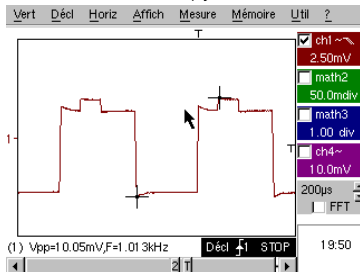 Vert Décl Horiz Affich Mesure Mémoire Util ?
T
ch1 ~
2.50mV
math2
50.0mdiv
math3
1.00 div
ch4~
10.0mV
1-
T
200µs
FFT
(1) Vpp=10.05mV,F=1.013kHz Décl 1 STOP 19:50
2 T